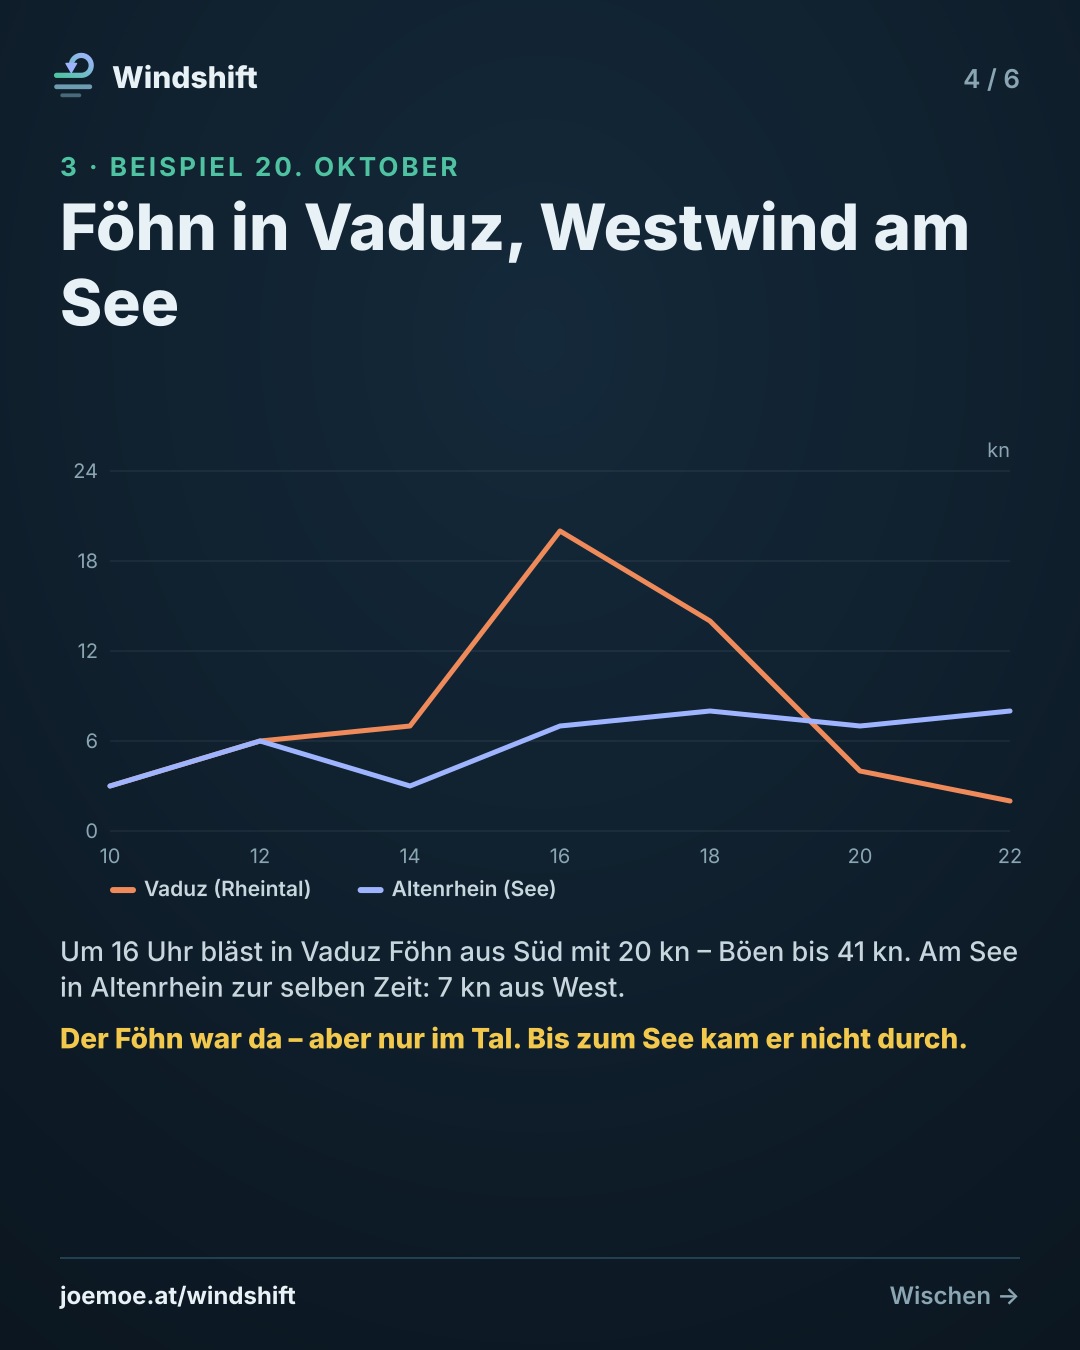 Windshift
4 / 6
3 · BEISPIEL 20. OKTOBER
Föhn in Vaduz, Westwind am
See
kn
24
18
12
6
0
10 12 14 16 18 20 22
Vaduz (Rheintal) Altenrhein (See)
Um 16 Uhr bläst in Vaduz Föhn aus Süd mit 20 kn – Böen bis 41 kn. Am See
in Altenrhein zur selben Zeit: 7 kn aus West.
Der Föhn war da – aber nur im Tal. Bis zum See kam er nicht durch.
joemoe.at/windshift
Wischen →